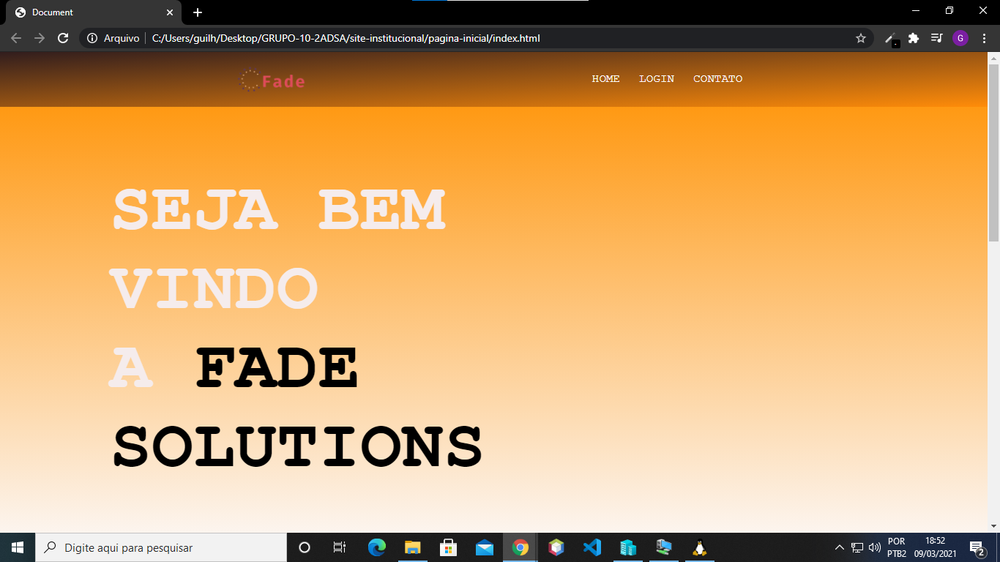 Document
Arquivo C:/Users/guilh/Desktop/GRUPO-10-2ADSA/site-institucional/pagina-inicial/index.html
G
Fade HOME LOGIN CONTATO
SEJA BEM
VINDO
A FADE
SOLUTIONS
Digite aqui para pesquisar
POR
PTB2
18:52
09/03/2021
2